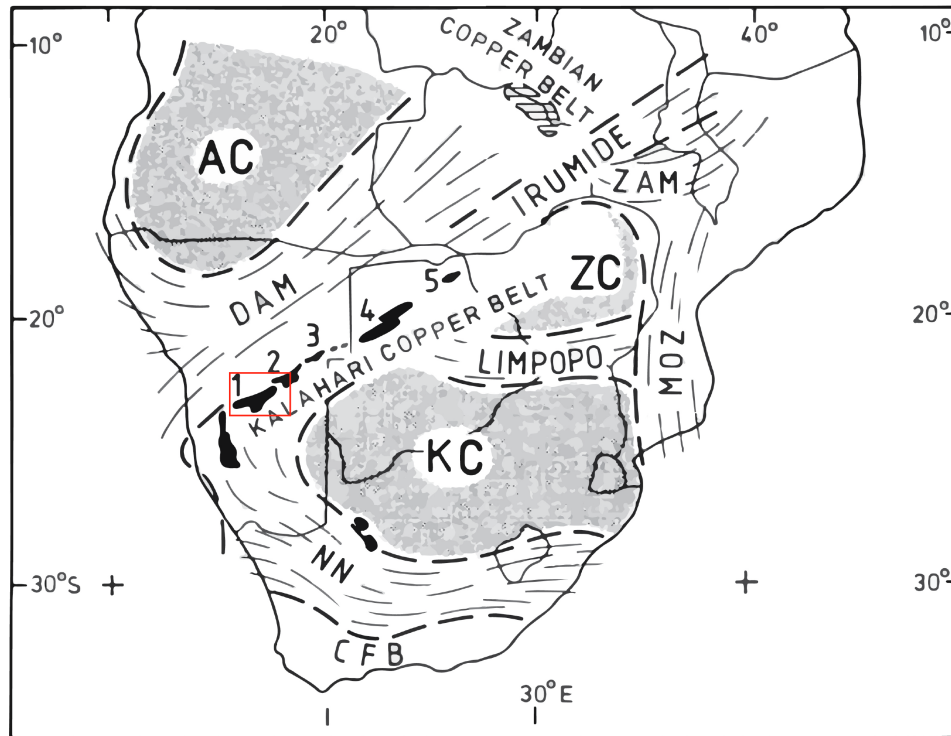 20°
40°
10°
10°
ZAMBIAN
COPPER BELT
AC
IRUMIDE
ZAM
DAM
5
ZC
4
20°
20°
3
KALAHARI COPPER BELT
2
LIMPOPO
MOZ
1
KC
NN
30°S
30°
CFB
30°E